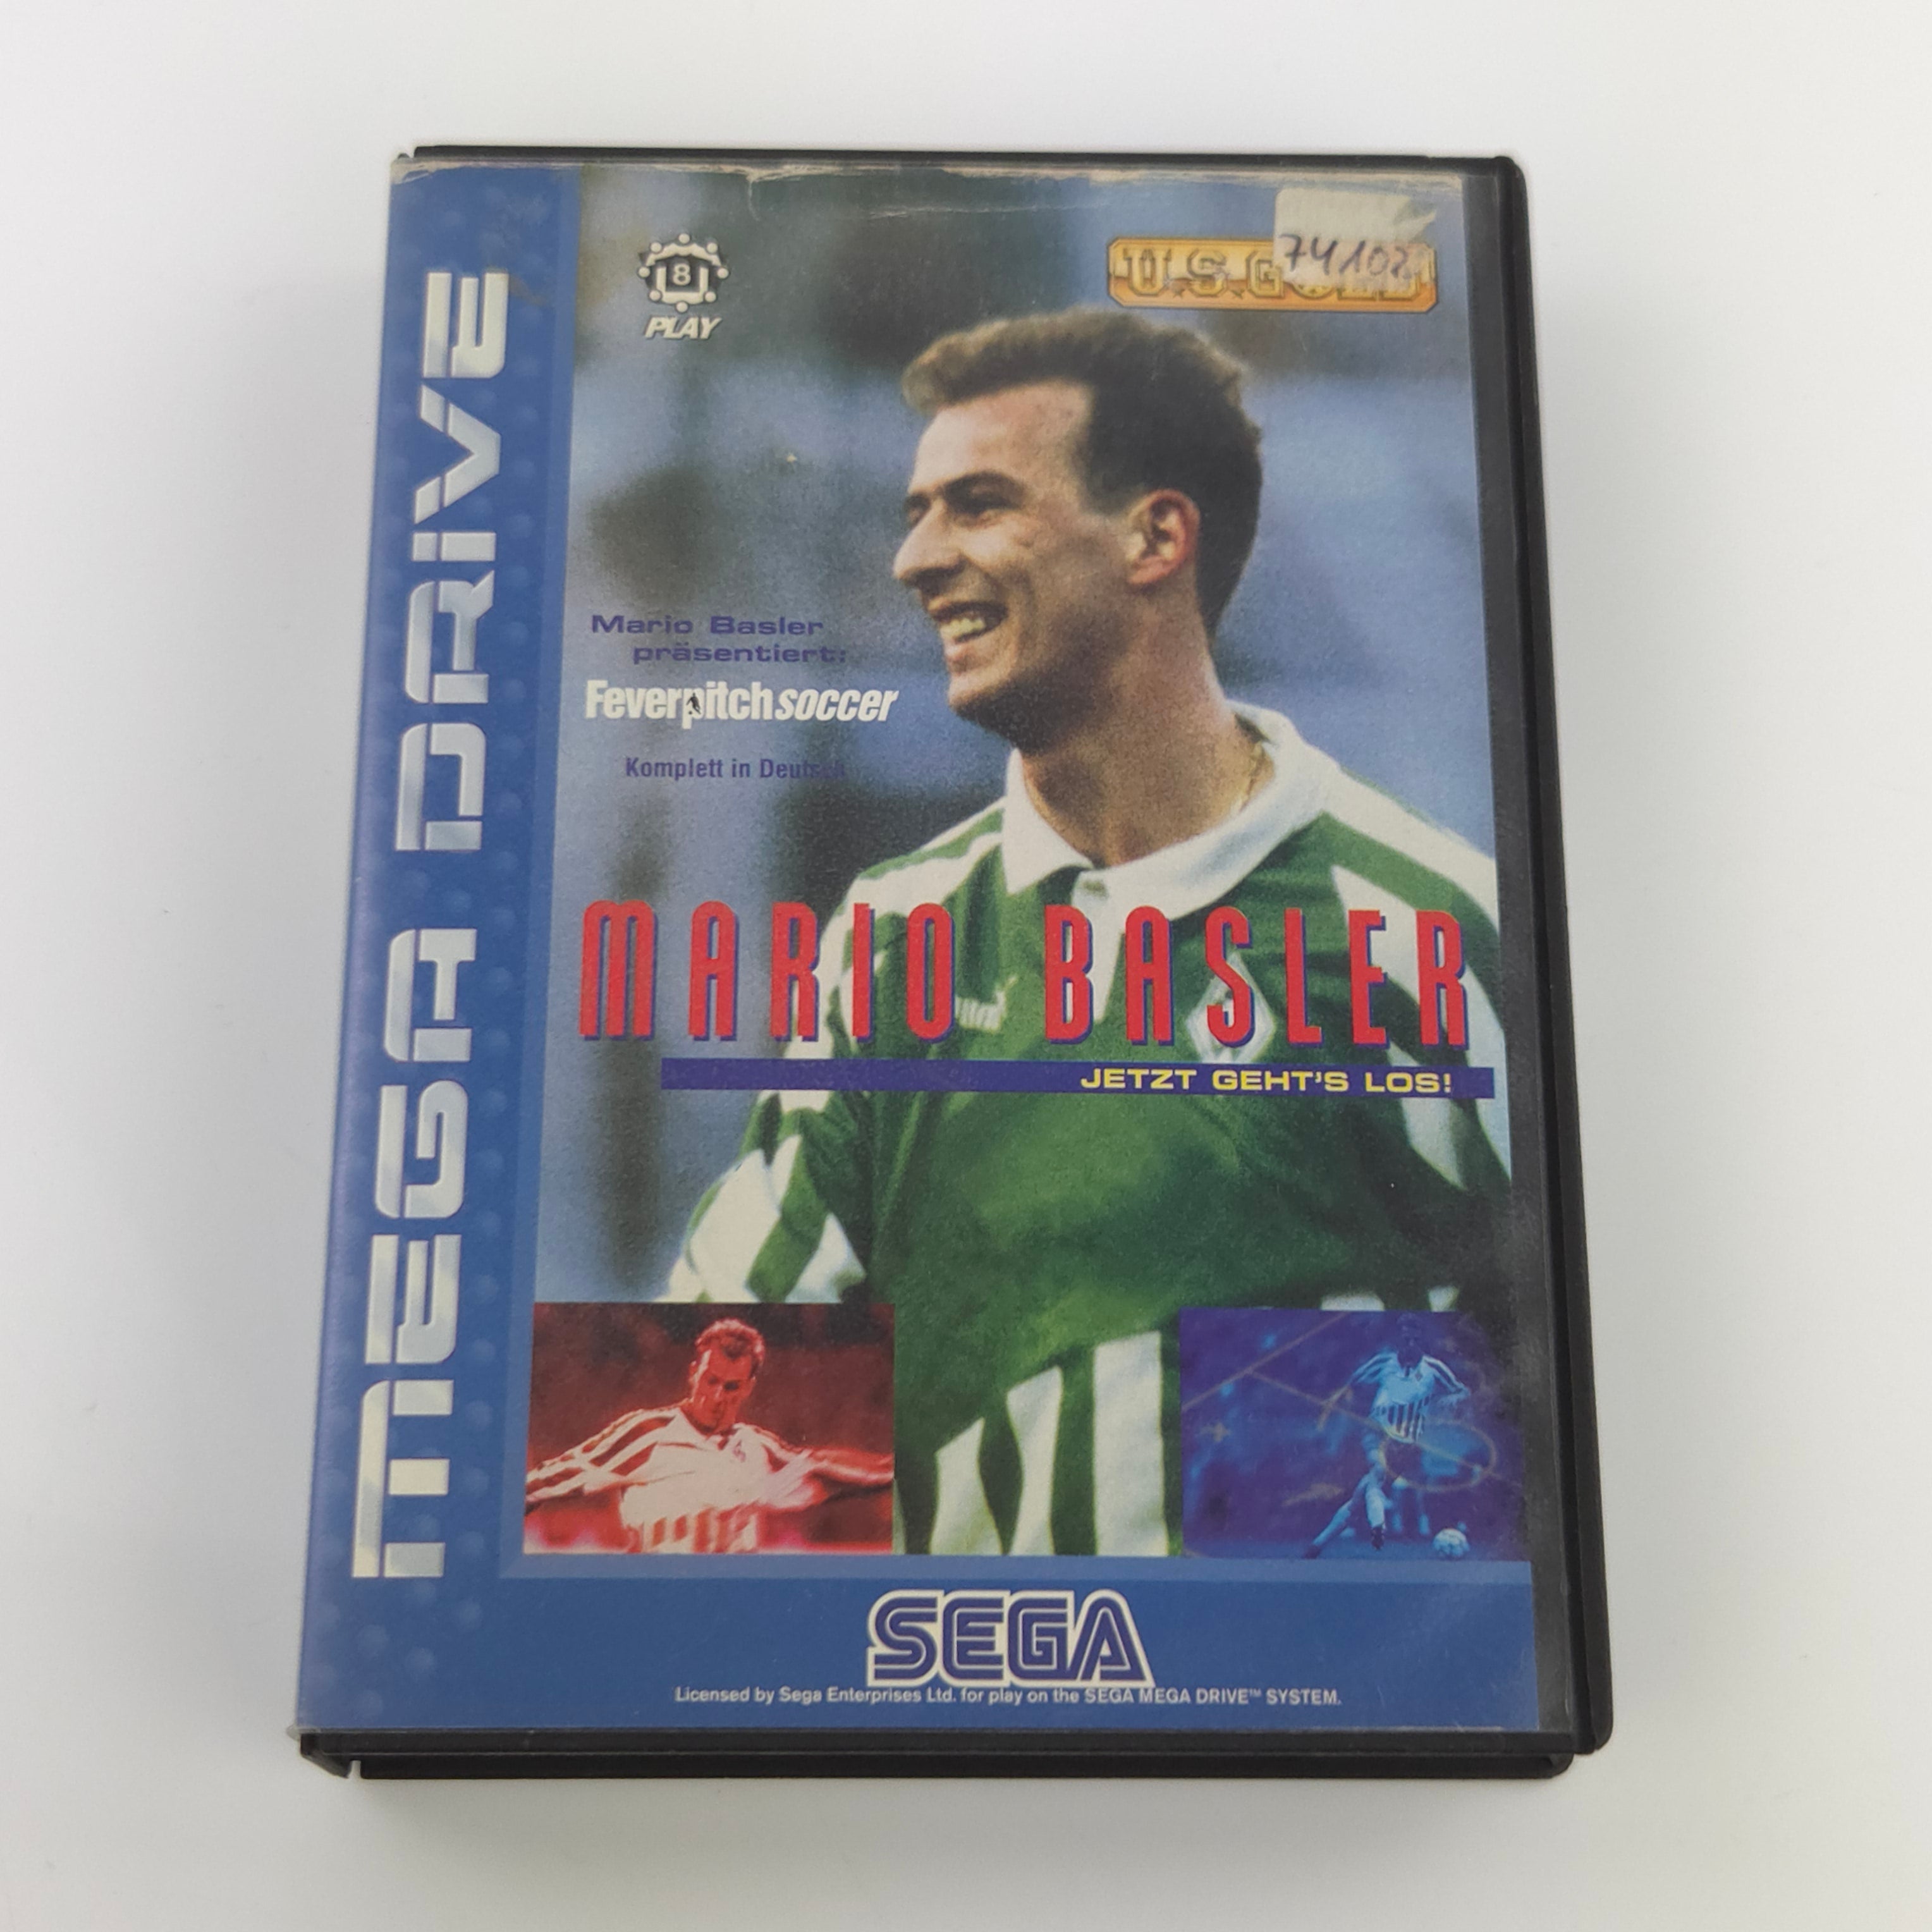 MEGA DRIVE
8
PLAY
U.S. GOLD
74102
Mario Basler
präsentiert:
Feverpitch soccer
Komplett in Deutsch
MARIO BASLER
JETZT GEHT'S LOS!
SEGA
Licensed by Sega Enterprises Ltd. for play on the SEGA MEGA DRIVE™ SYSTEM.